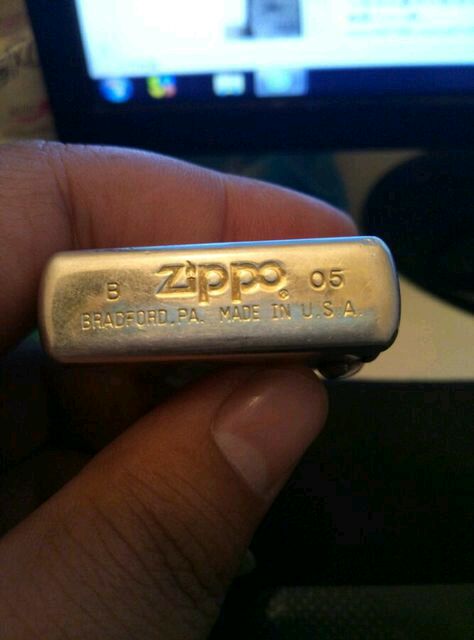 B zippo® 05
BRADFORD, PA. MADE IN U.S.A.